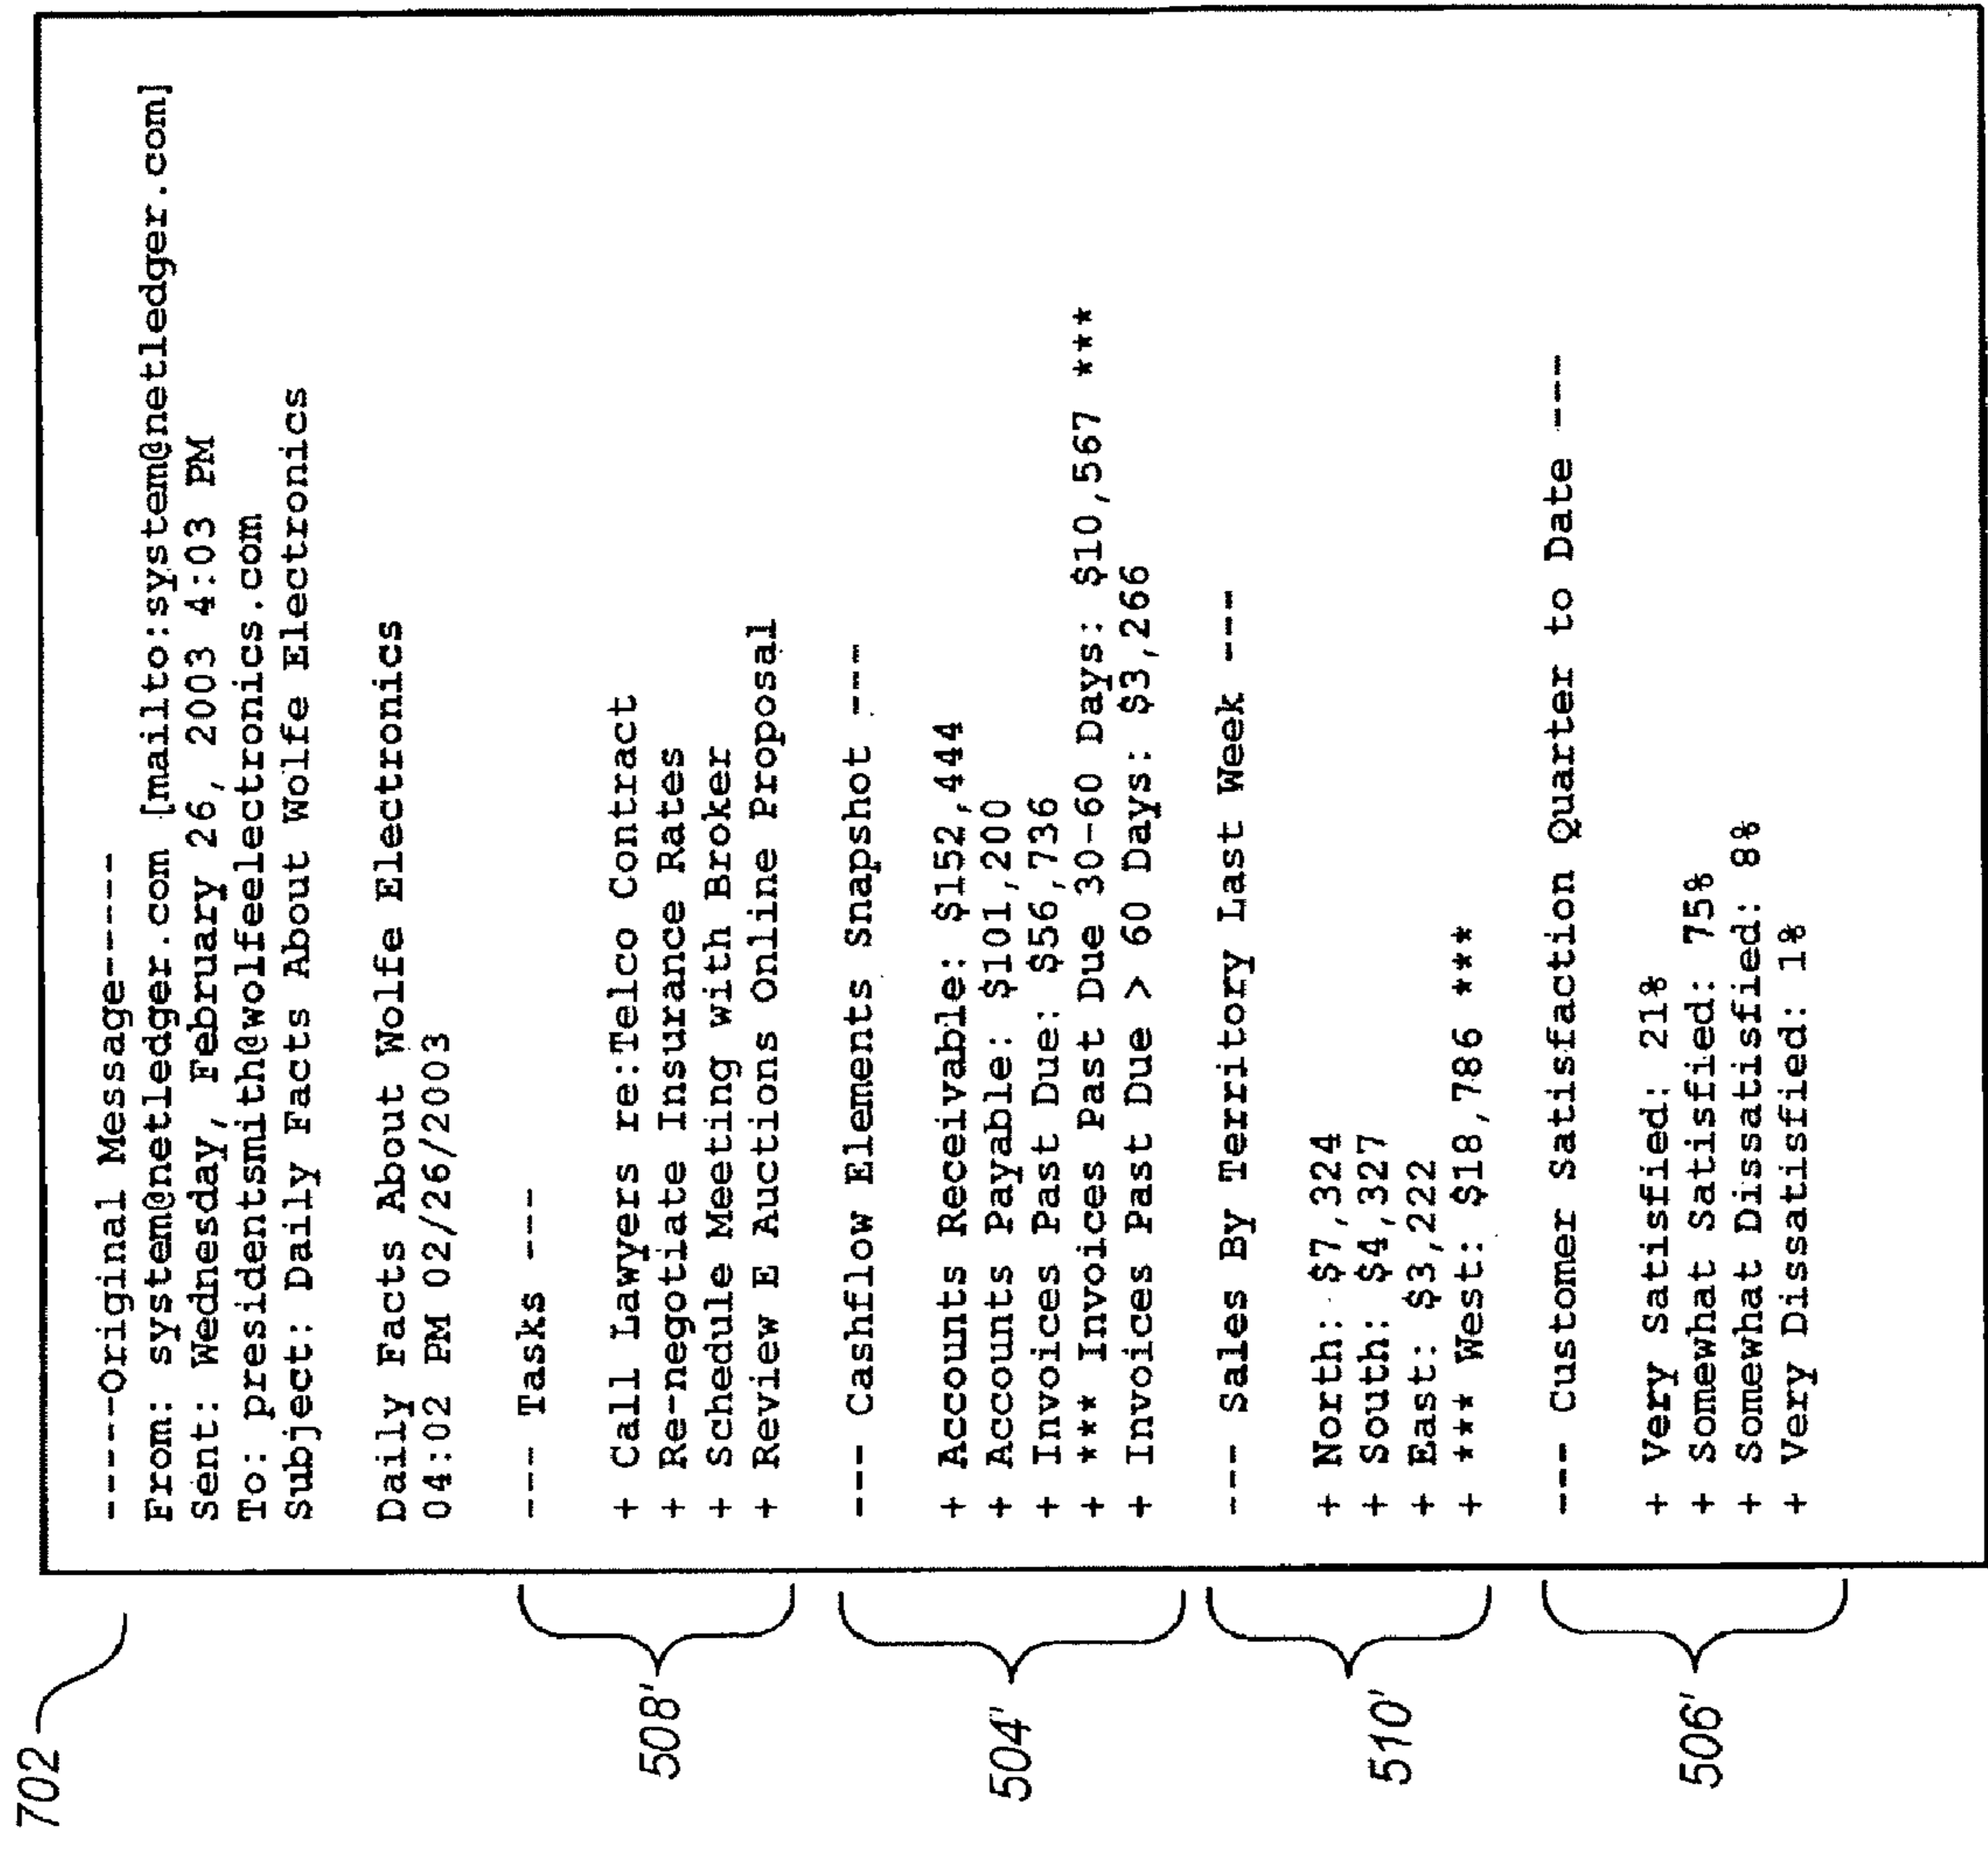 702
-----Original Message-----
From: system@netledger.com [mailto:system@netledger.com]
Sent: Wednesday, February 26, 2003 4:03 PM
To: presidentsmith@wolfeelectronics.com
Subject: Daily Facts About Wolfe Electronics
Daily Facts About Wolfe Electronics
04:02 PM 02/26/2003
508'
--- Tasks ---
+ Call Lawyers re:Telco Contract
+ Re-negotiate Insurance Rates
+ Schedule Meeting with Broker
+ Review E Auctions Online Proposal
504'
--- Cashflow Elements Snapshot ---
+ Accounts Receivable: $152,444
+ Accounts Payable: $101,200
+ Invoices Past Due: $56,736
+ *** Invoices Past Due 30-60 Days: $10,567 ***
+ Invoices Past Due > 60 Days: $3,266
510'
--- Sales By Territory Last Week ---
+ North: $7,324
+ South: $4,327
+ East: $3,222
+ *** West: $18,786 ***
506'
--- Customer Satisfaction Quarter to Date ---
+ Very Satisfied: 21%
+ Somewhat Satisfied: 75%
+ Somewhat Dissatisfied: 8%
+ Very Dissatisfied: 1%